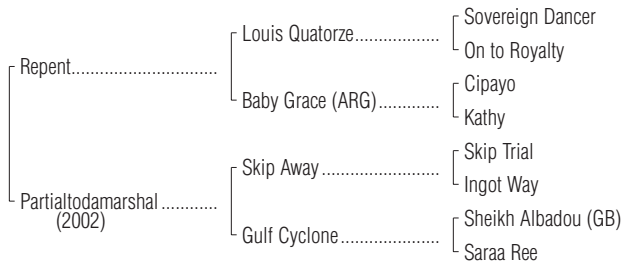 Sovereign Dancer
Louis Quatorze..................
On to Royalty
Repent...............................
Cipayo
Baby Grace (ARG).............
Kathy
Skip Trial
Skip Away .........................
Ingot Way
Partialtodamarshal ............
(2002)
Sheikh Albadou (GB)
Gulf Cyclone.....................
Saraa Ree